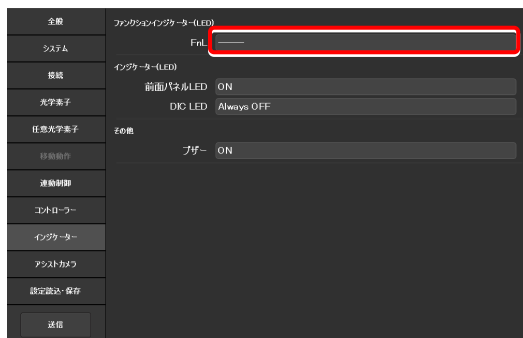 全般
システム
接続
光学素子
任意光学素子
移動動作
連動制御
コントローラー
インジケーター
アシストカメラ
設定読込・保存
送信
ファンクションインジケーター(LED)
FnL ―――
インジケーター(LED)
前面パネルLED ON
DIC LED Always OFF
その他
ブザー ON